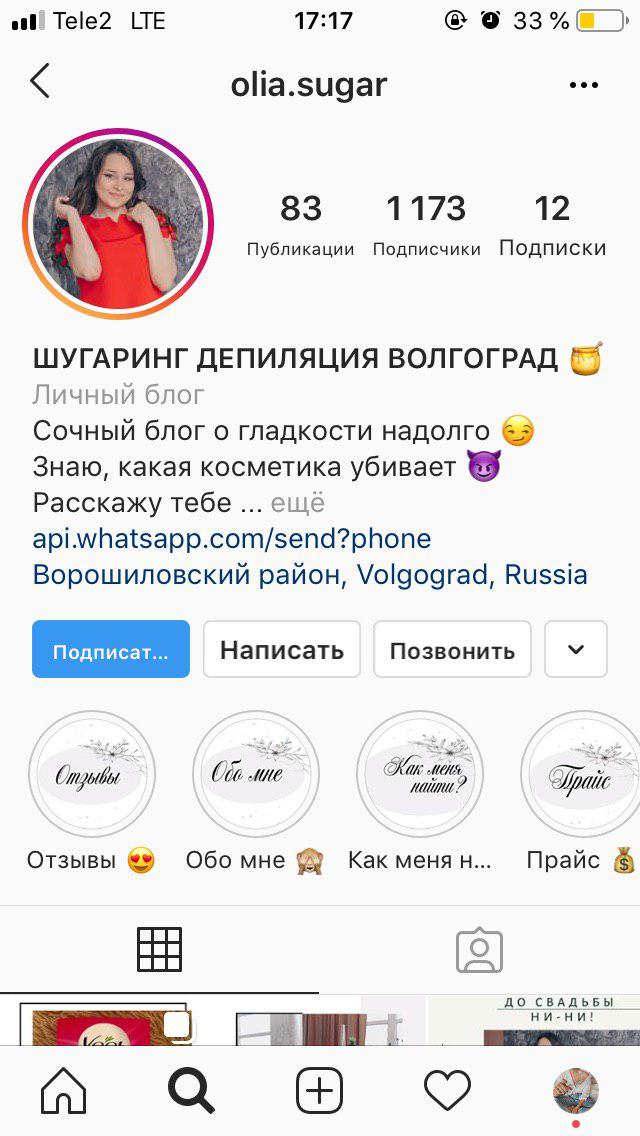 Tele2 LTE 17:17 33 %
olia.sugar
83 1 173 12
Публикации Подписчики Подписки
ШУГАРИНГ ДЕПИЛЯЦИЯ ВОЛГОГРАД 🍯
Личный блог
Сочный блог о гладкости надолго 😏
Знаю, какая косметика убивает 😈
Расскажу тебе ... ещё
api.whatsapp.com/send?phone
Ворошиловский район, Volgograd, Russia
Подписат... Написать Позвонить
Отзывы Обо мне Как меня найти? Прайс
Отзывы 😍 Обо мне 🙈 Как меня н... Прайс 💰
ДО СВАДЬБЫ
НИ-НИ!